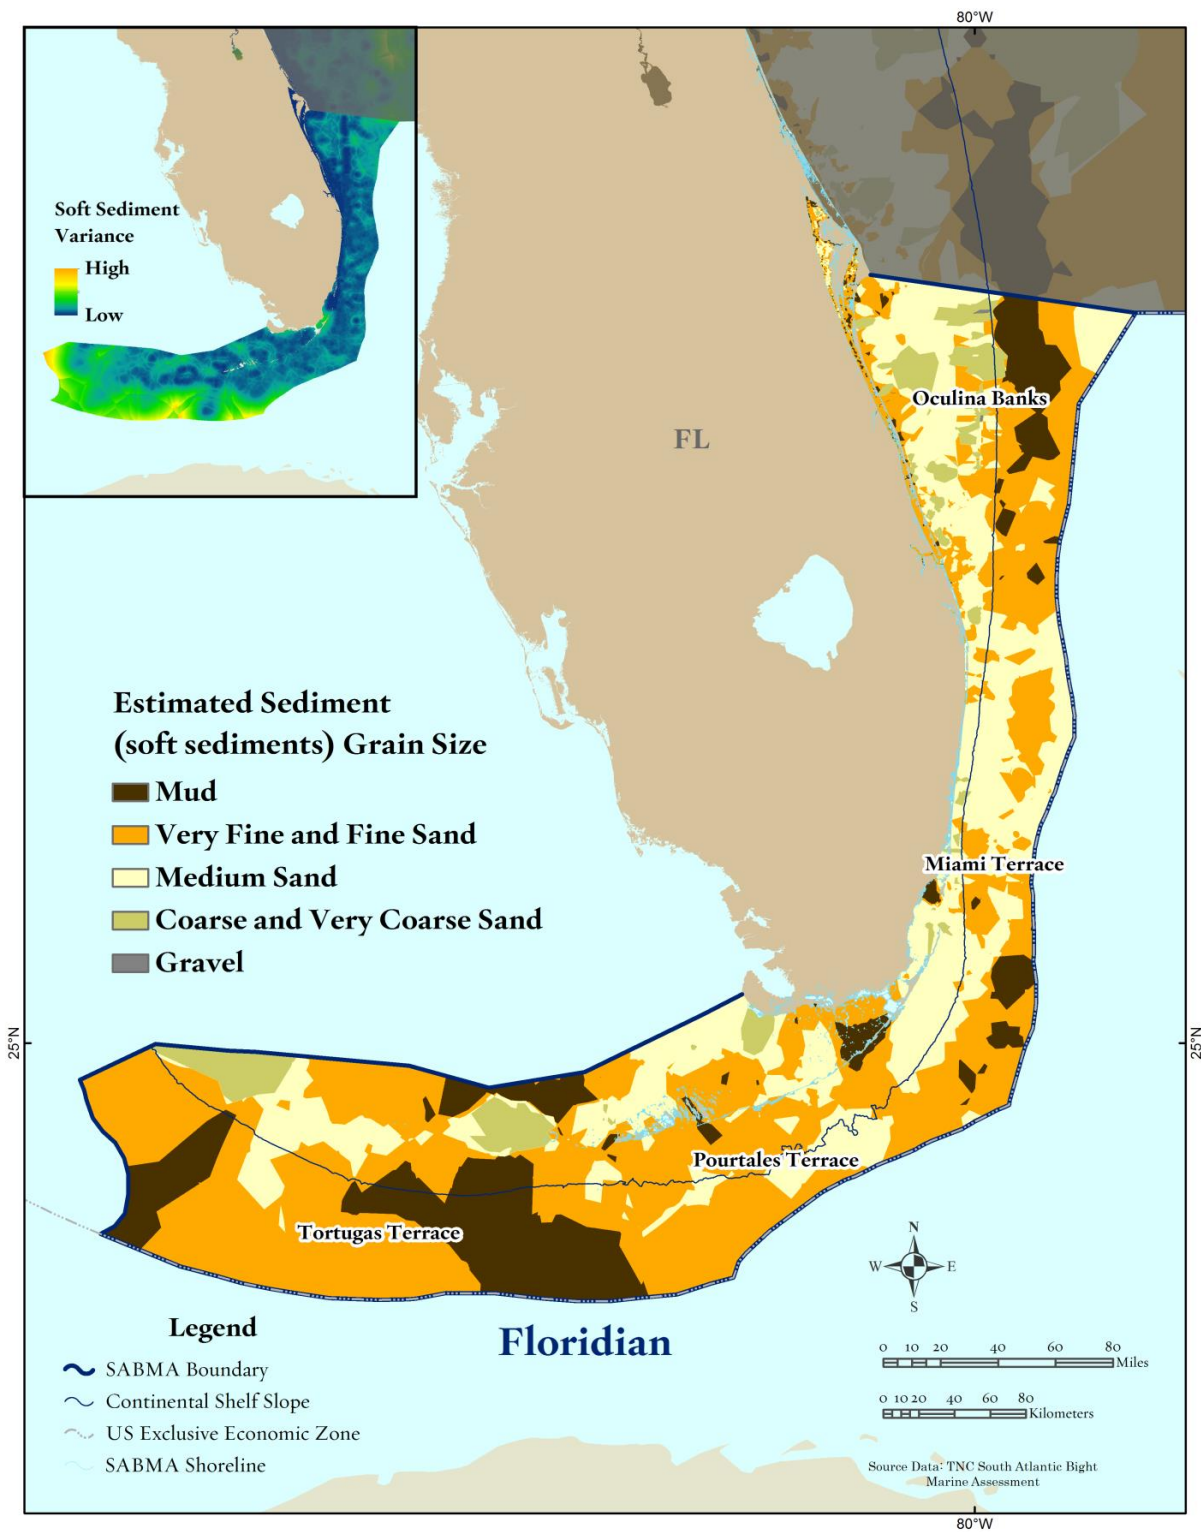 80°W
Soft Sediment
Variance
High
Low
FL
Oculina Banks
Estimated Sediment
(soft sediments) Grain Size
Mud
Very Fine and Fine Sand
Medium Sand
Coarse and Very Coarse Sand
Gravel
Miami Terrace
25°N
25°N
Pourtales Terrace
Tortugas Terrace
N
W
E
S
Floridian
Legend
SABMA Boundary
Continental Shelf Slope
US Exclusive Economic Zone
SABMA Shoreline
0 10 20 40 60 80
Miles
0 10 20 40 60 80
Kilometers
Source Data: TNC South Atlantic Bight
Marine Assessment
80°W